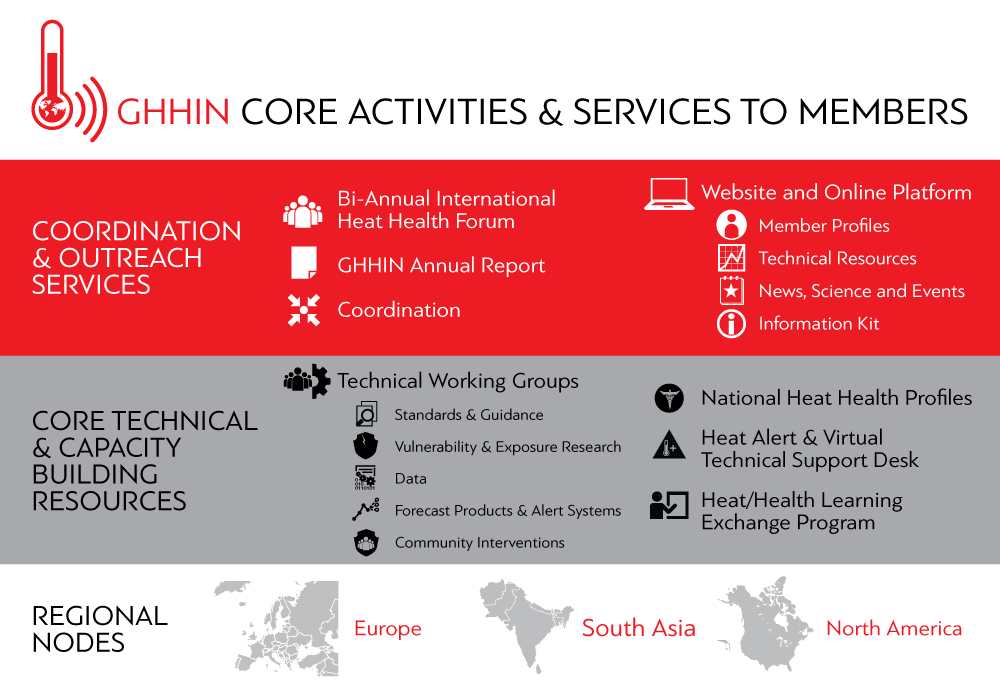 GHHIN CORE ACTIVITIES & SERVICES TO MEMBERS
COORDINATION
& OUTREACH
SERVICES
Bi-Annual International
Heat Health Forum
GHHIN Annual Report
Coordination
Website and Online Platform
Member Profiles
Technical Resources
News, Science and Events
Information Kit
CORE TECHNICAL
& CAPACITY
BUILDING
RESOURCES
Technical Working Groups
Standards & Guidance
Vulnerability & Exposure Research
Data
Forecast Products & Alert Systems
Community Interventions
National Heat Health Profiles
Heat Alert & Virtual
Technical Support Desk
Heat/Health Learning
Exchange Program
REGIONAL
NODES
Europe
South Asia
North America